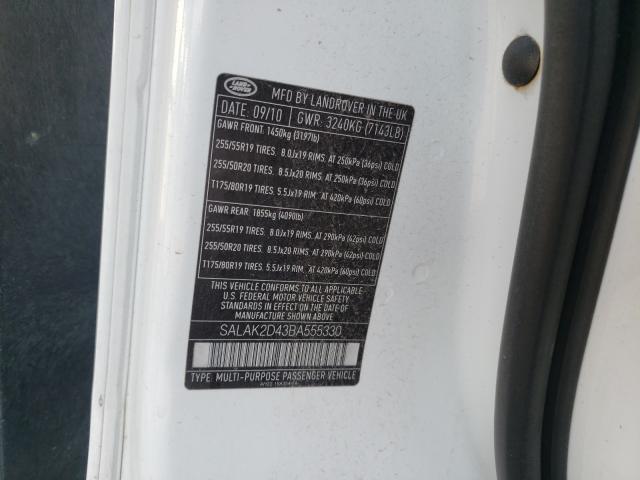 LAND
ROVER
MFD BY LANDROVER IN THE UK
DATE: 09/10 GWR: 3240KG (7143LB)
GAWR FRONT: 1450kg (3197lb)
255/55R19 TIRES. 8.0Jx19 RIMS. AT 250kPa (36psi) COLD
255/50R20 TIRES. 8.5Jx20 RIMS. AT 250kPa (36psi) COLD
T175/80R19 TIRES. 5.5Jx19 RIM. AT 420kPa (60psi) COLD
GAWR REAR: 1855kg (4090lb)
255/55R19 TIRES. 8.0Jx19 RIMS. AT 290kPa (42psi) COLD
255/50R20 TIRES. 8.5Jx20 RIMS. AT 290kPa (42psi) COLD
T175/80R19 TIRES. 5.5Jx19 RIM. AT 420kPa (60psi) COLD
THIS VEHICLE CONFORMS TO ALL APPLICABLE
U.S. FEDERAL MOTOR VEHICLE SAFETY
STANDARDS IN EFFECT ON THE DATE OF
MANUFACTURE SHOWN ABOVE
SALAK2D43BA555330
TYPE: MULTI-PURPOSE PASSENGER VEHICLE